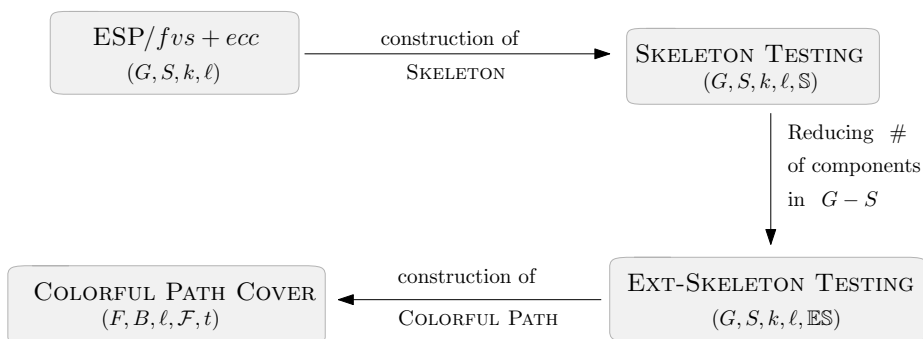 ESP/fvs + ecc
(G, S, k, ℓ)
construction of
SKELETON
SKELETON TESTING
(G, S, k, ℓ, 𝕊)
Reducing #
of components
in G − S
EXT-SKELETON TESTING
(G, S, k, ℓ, 𝔼𝕊)
construction of
COLORFUL PATH
COLORFUL PATH COVER
(F, B, ℓ, ℱ, t)